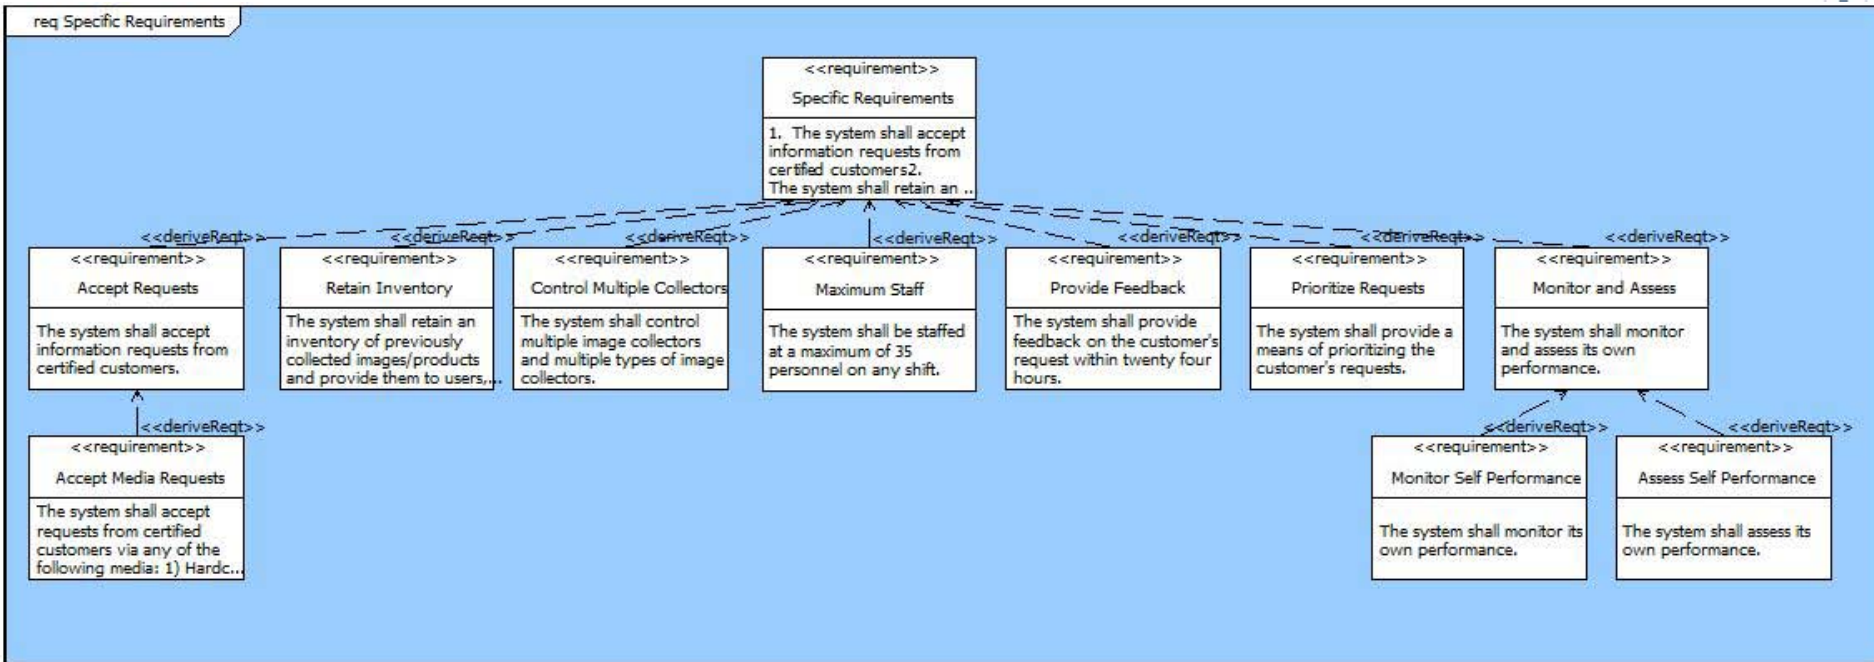 req Specific Requirements
<<requirement>>
Specific Requirements
1. The system shall accept
information requests from
certified customers2.
The system shall retain an ..
<<deriveReqt>>
<<deriveReqt>>
<<deriveReqt>>
<<deriveReqt>>
<<deriveReqt>>
<<deriveReqt>>
<<deriveReqt>>
<<requirement>>
Accept Requests
The system shall accept
information requests from
certified customers.
<<requirement>>
Retain Inventory
The system shall retain an
inventory of previously
collected images/products
and provide them to users,...
<<requirement>>
Control Multiple Collectors
The system shall control
multiple image collectors
and multiple types of image
collectors.
<<requirement>>
Maximum Staff
The system shall be staffed
at a maximum of 35
personnel on any shift.
<<requirement>>
Provide Feedback
The system shall provide
feedback on the customer's
request within twenty four
hours.
<<requirement>>
Prioritize Requests
The system shall provide a
means of prioritizing the
customer's requests.
<<requirement>>
Monitor and Assess
The system shall monitor
and assess its own
performance.
<<deriveReqt>>
<<deriveReqt>>
<<deriveReqt>>
<<requirement>>
Accept Media Requests
The system shall accept
requests from certified
customers via any of the
following media: 1) Hardc...
<<requirement>>
Monitor Self Performance
The system shall monitor its
own performance.
<<requirement>>
Assess Self Performance
The system shall assess its
own performance.